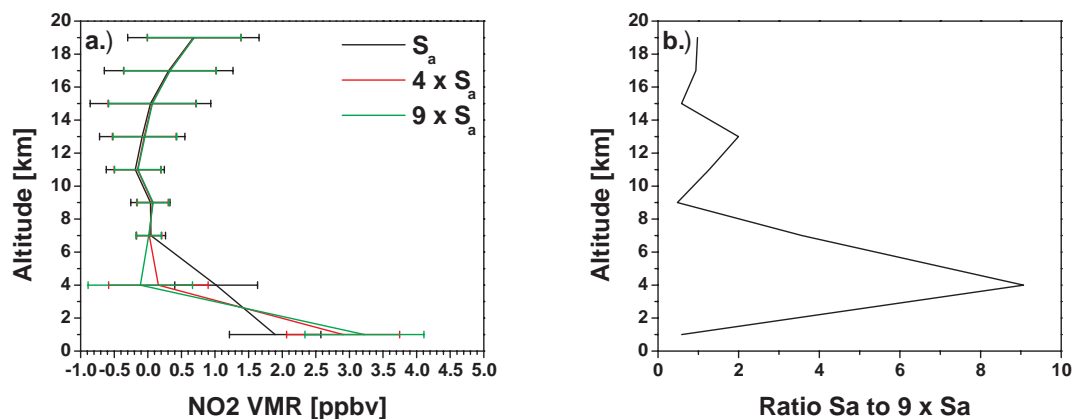 a.)
S_a
4 x S_a
9 x S_a
20
18
16
14
12
10
8
6
4
2
0
Altitude [km]
-1.0 -0.5 0.0 0.5 1.0 1.5 2.0 2.5 3.0 3.5 4.0 4.5 5.0
NO2 VMR [ppbv]
b.)
20
18
16
14
12
10
8
6
4
2
0
Altitude [km]
0 2 4 6 8 10
Ratio Sa to 9 x Sa